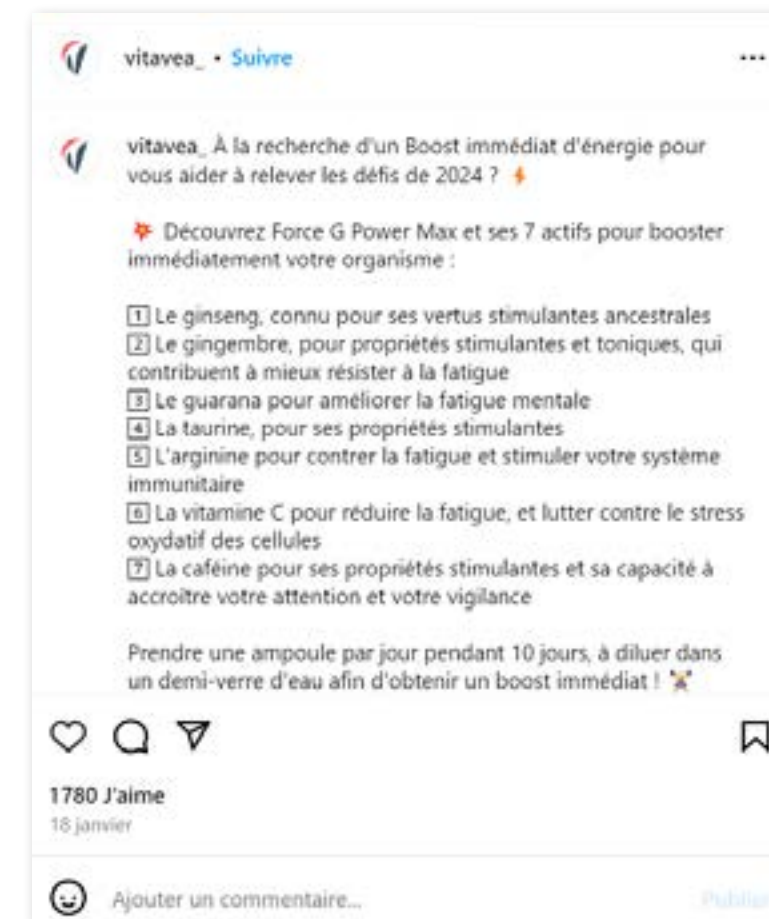 vitavea_ • Suivre
vitavea_ À la recherche d'un Boost immédiat d'énergie pour
vous aider à relever les défis de 2024 ? ⚡
💥 Découvrez Force G Power Max et ses 7 actifs pour booster
immédiatement votre organisme :
1️⃣ Le ginseng, connu pour ses vertus stimulantes ancestrales
2️⃣ Le gingembre, pour propriétés stimulantes et toniques, qui
contribuent à mieux résister à la fatigue
3️⃣ Le guarana pour améliorer la fatigue mentale
4️⃣ La taurine, pour ses propriétés stimulantes
5️⃣ L'arginine pour contrer la fatigue et stimuler votre système
immunitaire
6️⃣ La vitamine C pour réduire la fatigue, et lutter contre le stress
oxydatif des cellules
7️⃣ La caféine pour ses propriétés stimulantes et sa capacité à
accroître votre attention et votre vigilance
Prendre une ampoule par jour pendant 10 jours, à diluer dans
un demi-verre d'eau afin d'obtenir un boost immédiat ! 🏋️
1780 J'aime
18 janvier
Ajouter un commentaire...
Publier